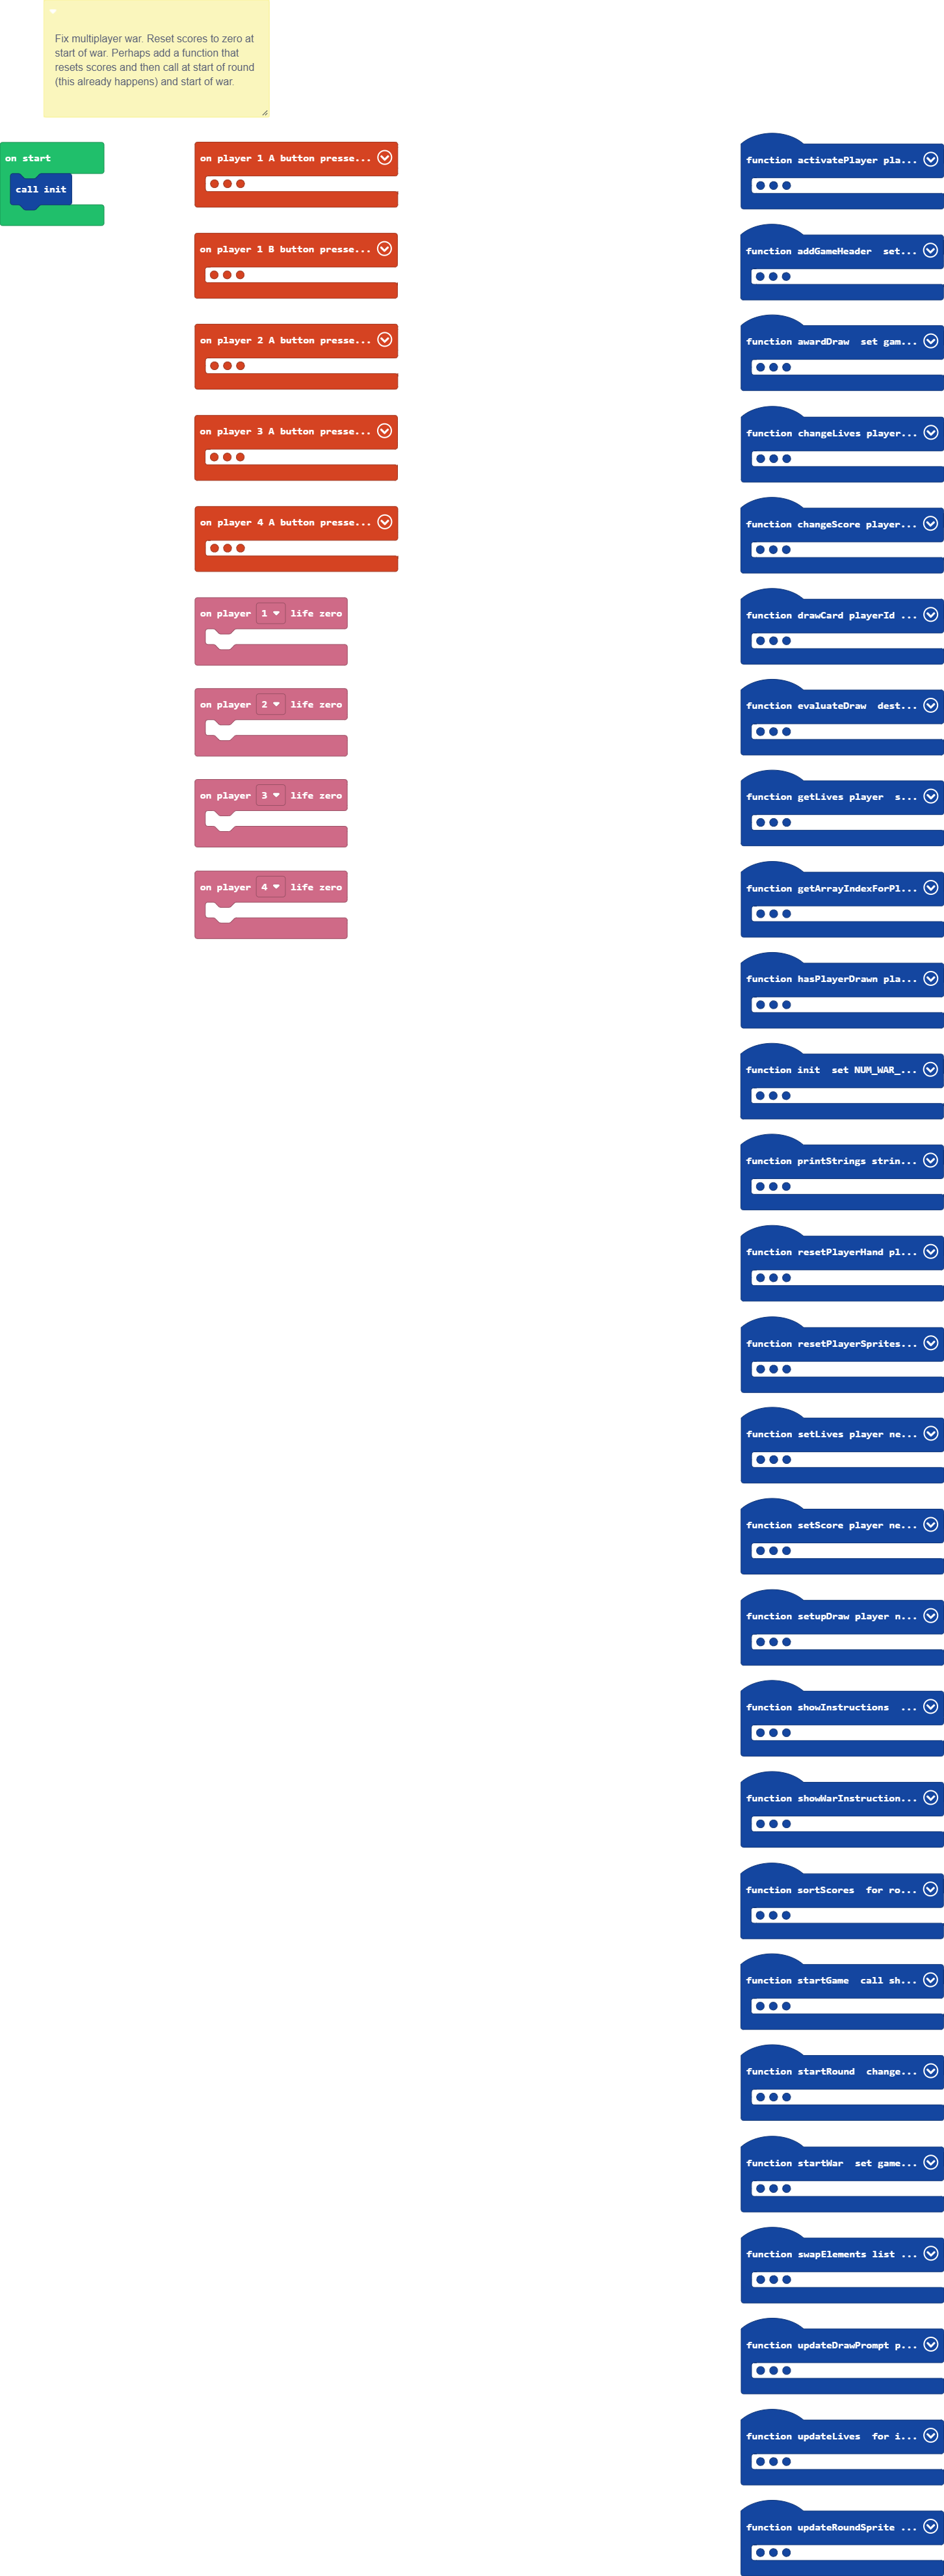 Fix multiplayer war. Reset scores to zero at
start of war. Perhaps add a function that
resets scores and then call at start of round
(this already happens) and start of war.
on start
call init
on player 1 A button presse...
on player 1 B button presse...
on player 2 A button presse...
on player 3 A button presse...
on player 4 A button presse...
on player 1 life zero
on player 2 life zero
on player 3 life zero
on player 4 life zero
function activatePlayer pla...
function addGameHeader set...
function awardDraw set gam...
function changeLives player...
function changeScore player...
function drawCard playerId ...
function evaluateDraw dest...
function getLives player s...
function getArrayIndexForPl...
function hasPlayerDrawn pla...
function init set NUM_WAR_...
function printStrings strin...
function resetPlayerHand pl...
function resetPlayerSprites...
function setLives player ne...
function setScore player ne...
function setupDraw player n...
function showInstructions ...
function showWarInstruction...
function sortScores for ro...
function startGame call sh...
function startRound change...
function startWar set game...
function swapElements list ...
function updateDrawPrompt p...
function updateLives for i...
function updateRoundSprite ...